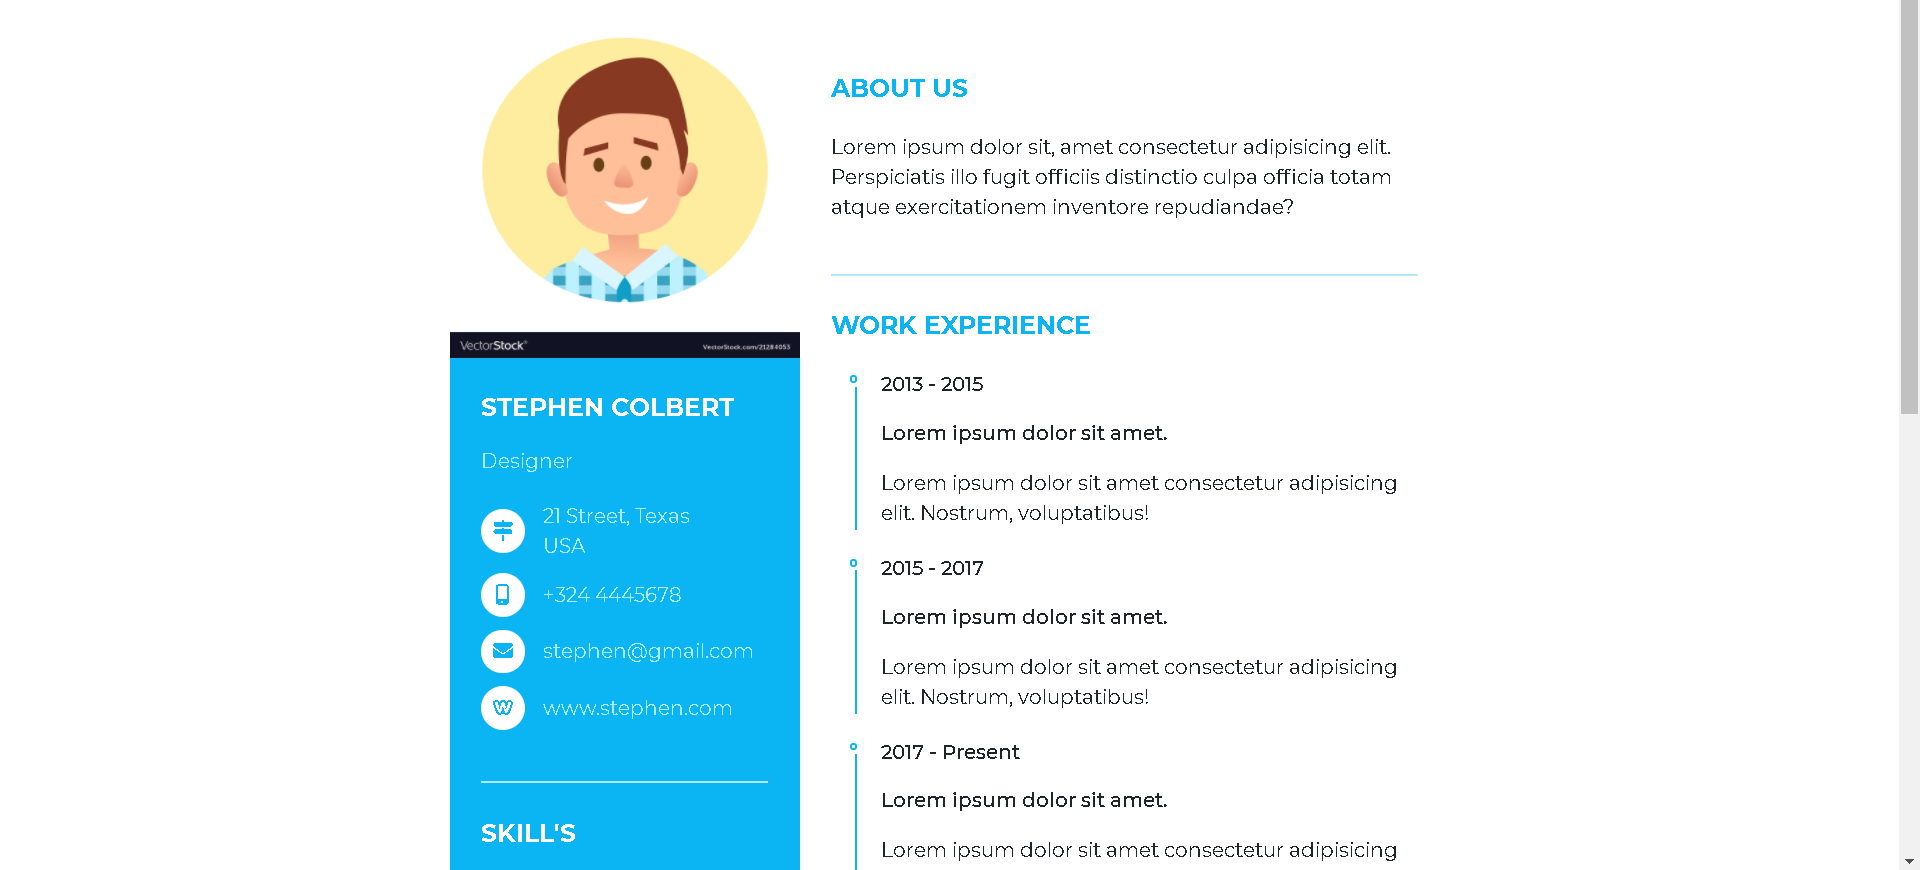 VectorStock®
VectorStock.com/21284053
STEPHEN COLBERT
Designer
21 Street, Texas
USA
+324 4445678
stephen@gmail.com
www.stephen.com
SKILL'S
ABOUT US
Lorem ipsum dolor sit, amet consectetur adipisicing elit.
Perspiciatis illo fugit officiis distinctio culpa officia totam
atque exercitationem inventore repudiandae?
WORK EXPERIENCE
2013 - 2015
Lorem ipsum dolor sit amet.
Lorem ipsum dolor sit amet consectetur adipisicing
elit. Nostrum, voluptatibus!
2015 - 2017
Lorem ipsum dolor sit amet.
Lorem ipsum dolor sit amet consectetur adipisicing
elit. Nostrum, voluptatibus!
2017 - Present
Lorem ipsum dolor sit amet.
Lorem ipsum dolor sit amet consectetur adipisicing